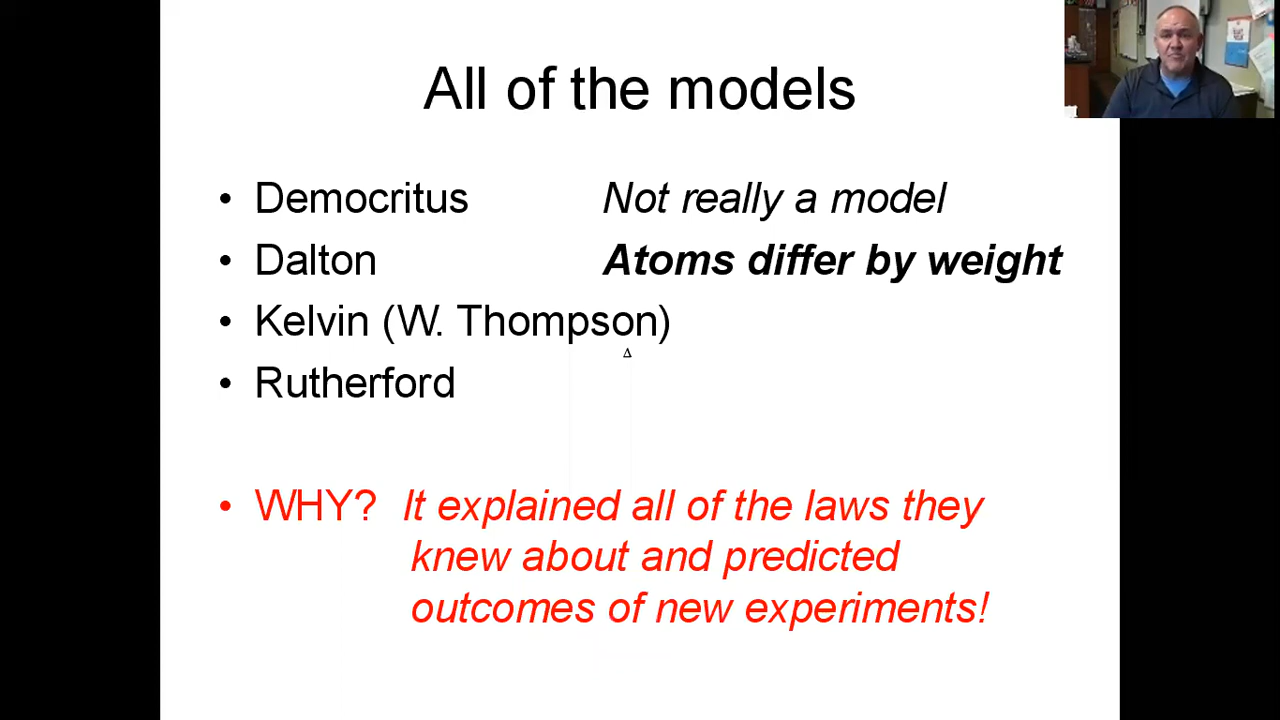 All of the models
• Democritus Not really a model
• Dalton Atoms differ by weight
• Kelvin (W. Thompson)
• Rutherford
• WHY? It explained all of the laws they
knew about and predicted
outcomes of new experiments!